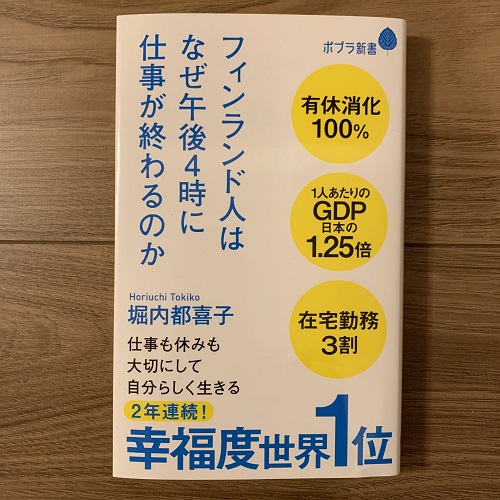 ポプラ新書
フィンランド人は
なぜ午後4時に
仕事が終わるのか
有休消化
100%
1人あたりの
GDP
日本の
1.25倍
在宅勤務
3割
Horiuchi Tokiko
堀内都喜子
仕事も休みも
大切にして
自分らしく生きる
2年連続!
幸福度世界1位